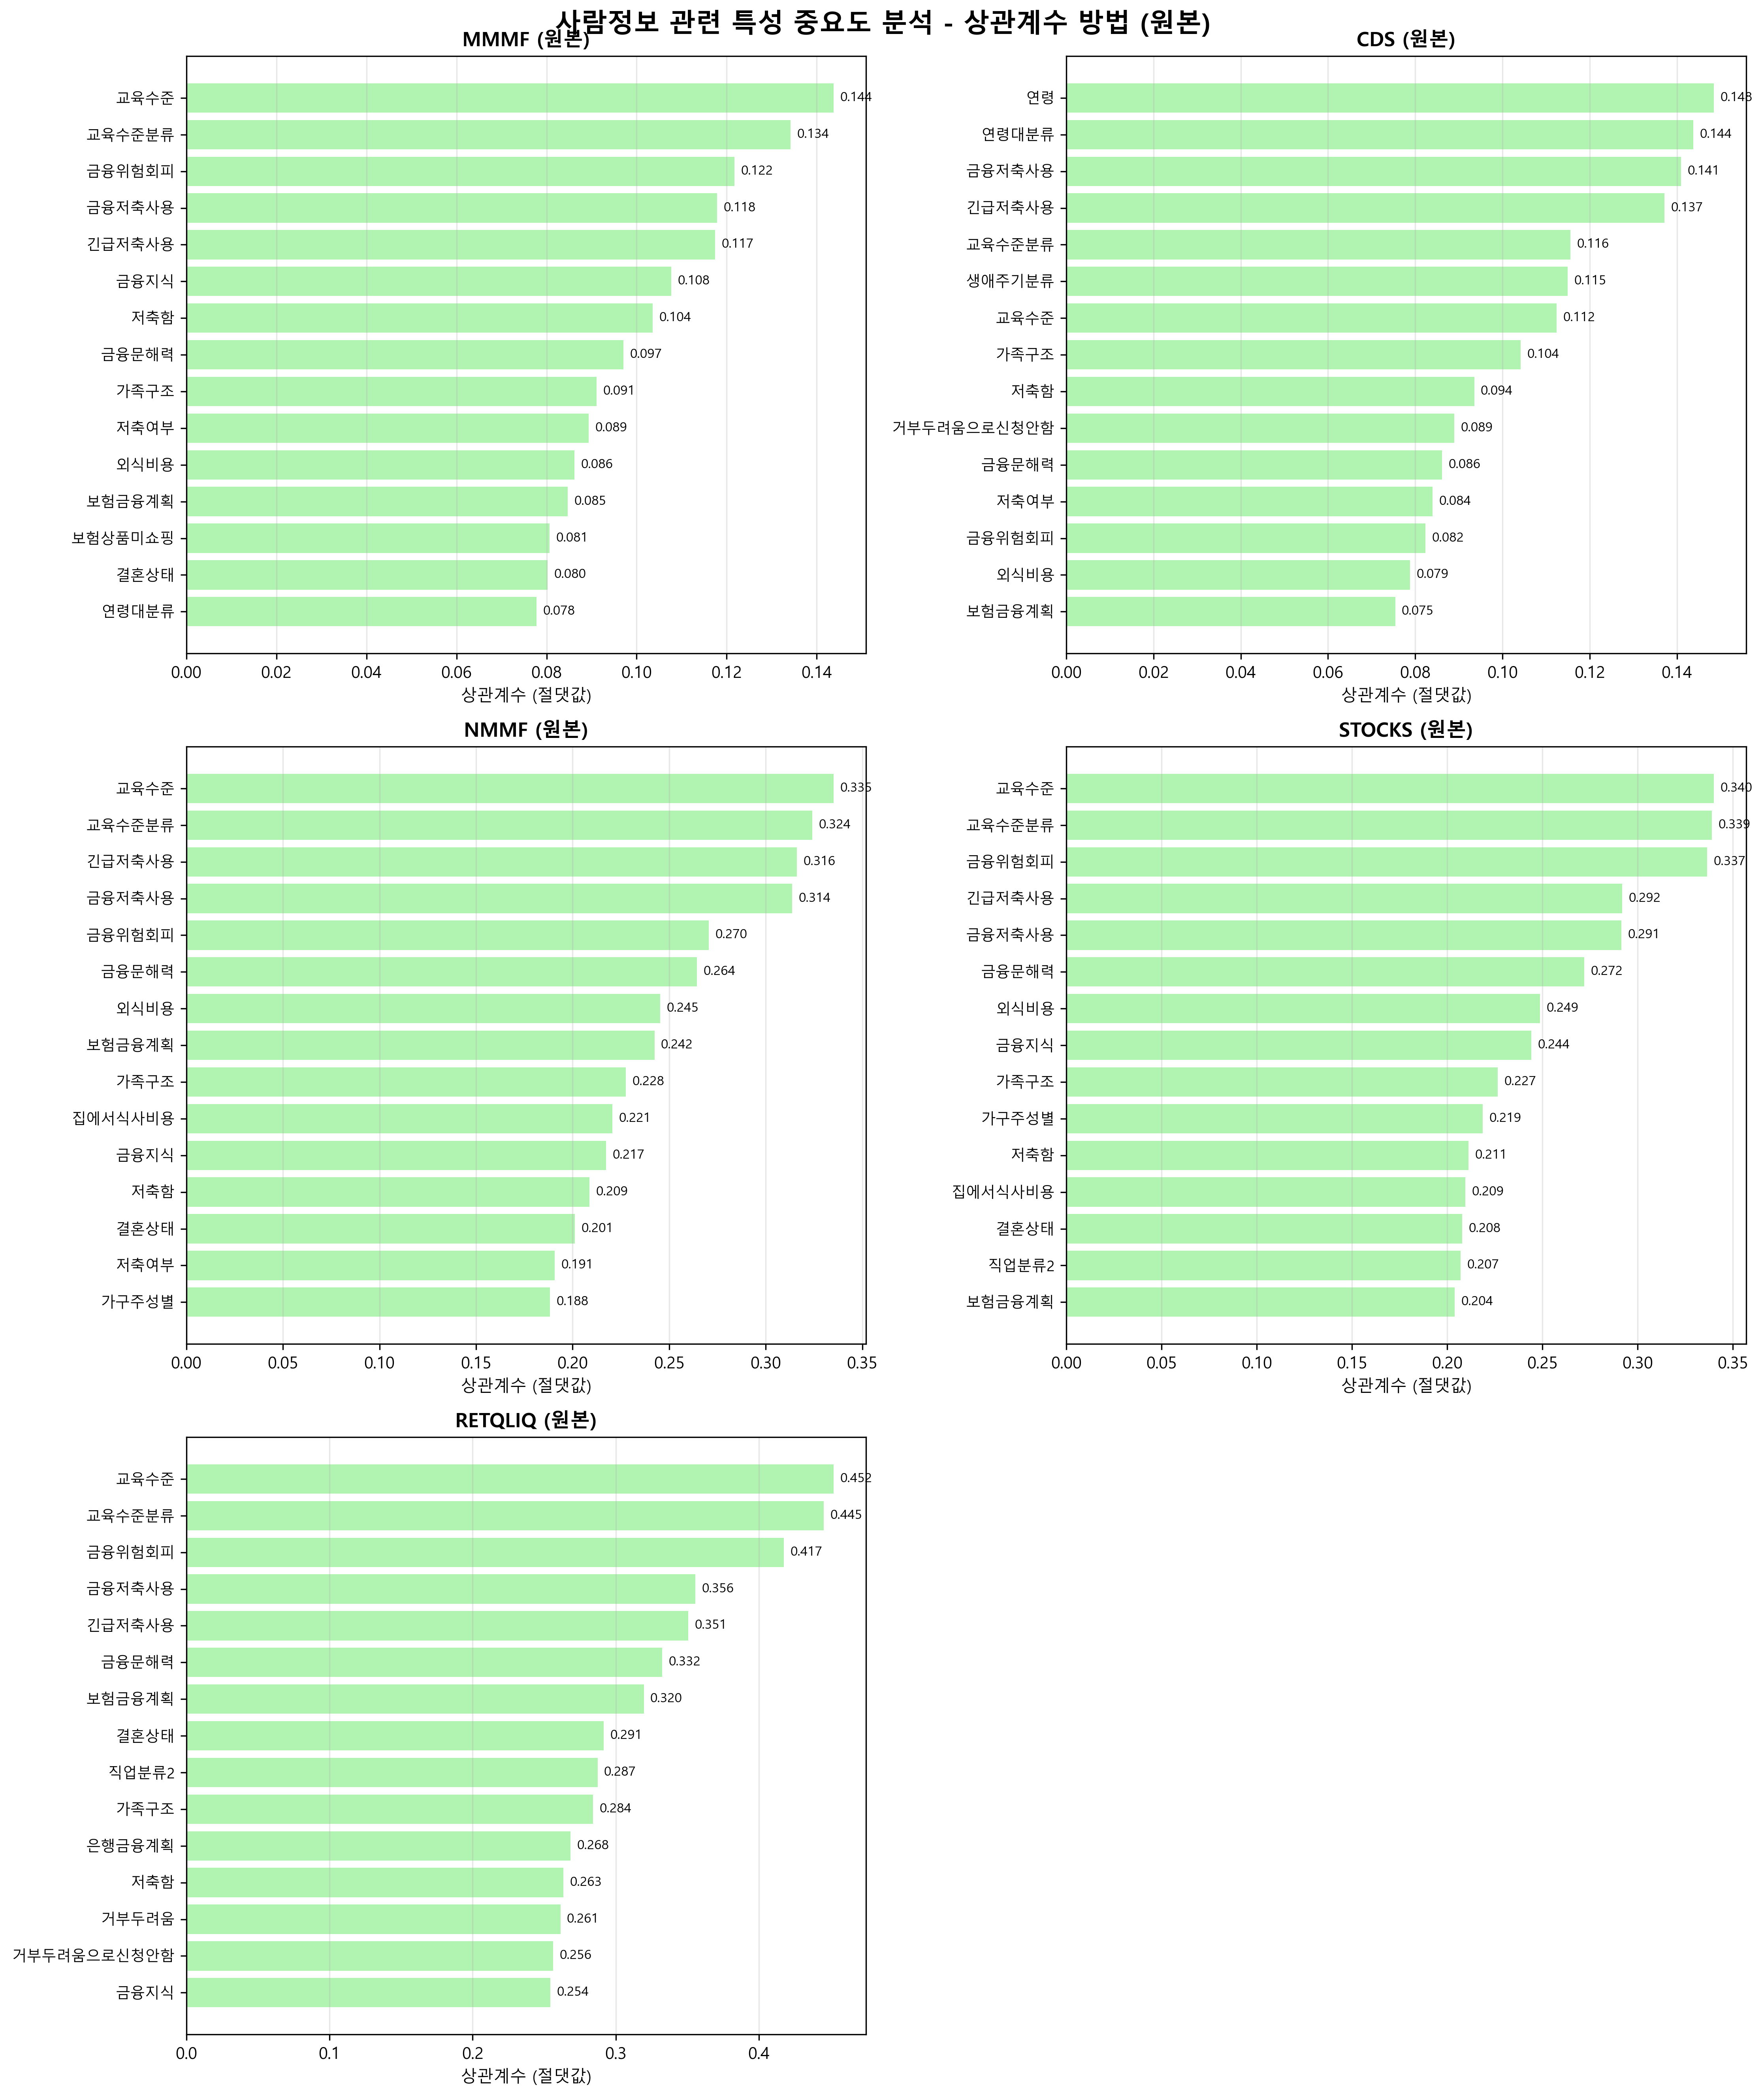 사람정보 관련 특성 중요도 분석 - 상관계수 방법 (원본)
MMMF (원본)
교육수준 0.144
교육수준분류 0.134
금융위험회피 0.122
금융저축사용 0.118
긴급저축사용 0.117
금융지식 0.108
저축함 0.104
금융문해력 0.097
가족구조 0.091
저축여부 0.089
외식비용 0.086
보험금융계획 0.085
보험상품미쇼핑 0.081
결혼상태 0.080
연령대분류 0.078
0.00 0.02 0.04 0.06 0.08 0.10 0.12 0.14
상관계수 (절댓값)
CDS (원본)
연령 0.148
연령대분류 0.144
금융저축사용 0.141
긴급저축사용 0.137
교육수준분류 0.116
생애주기분류 0.115
교육수준 0.112
가족구조 0.104
저축함 0.094
거부두려움으로신청안함 0.089
금융문해력 0.086
저축여부 0.084
금융위험회피 0.082
외식비용 0.079
보험금융계획 0.075
0.00 0.02 0.04 0.06 0.08 0.10 0.12 0.14
상관계수 (절댓값)
NMMF (원본)
교육수준 0.335
교육수준분류 0.324
긴급저축사용 0.316
금융저축사용 0.314
금융위험회피 0.270
금융문해력 0.264
외식비용 0.245
보험금융계획 0.242
가족구조 0.228
집에서식사비용 0.221
금융지식 0.217
저축함 0.209
결혼상태 0.201
저축여부 0.191
가구주성별 0.188
0.00 0.05 0.10 0.15 0.20 0.25 0.30 0.35
상관계수 (절댓값)
STOCKS (원본)
교육수준 0.340
교육수준분류 0.339
금융위험회피 0.337
긴급저축사용 0.292
금융저축사용 0.291
금융문해력 0.272
외식비용 0.249
금융지식 0.244
가족구조 0.227
가구주성별 0.219
저축함 0.211
집에서식사비용 0.209
결혼상태 0.208
직업분류2 0.207
보험금융계획 0.204
0.00 0.05 0.10 0.15 0.20 0.25 0.30 0.35
상관계수 (절댓값)
RETQLIQ (원본)
교육수준 0.452
교육수준분류 0.445
금융위험회피 0.417
금융저축사용 0.356
긴급저축사용 0.351
금융문해력 0.332
보험금융계획 0.320
결혼상태 0.291
직업분류2 0.287
가족구조 0.284
은행금융계획 0.268
저축함 0.263
거부두려움 0.261
거부두려움으로신청안함 0.256
금융지식 0.254
0.0 0.1 0.2 0.3 0.4
상관계수 (절댓값)